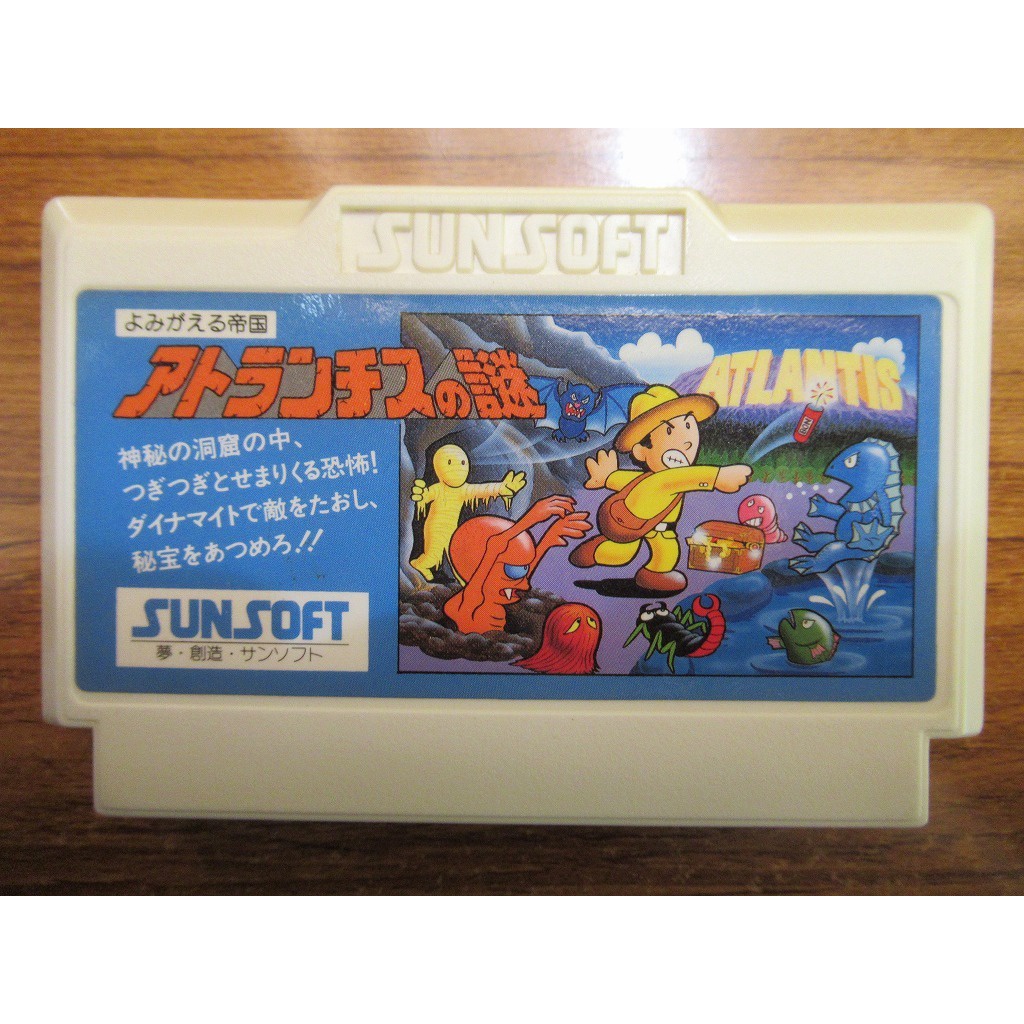 SUNSOFT
よみがえる帝国
アトランチスの謎
神秘の洞窟の中、
つぎつぎとせまりくる恐怖!
ダイナマイトで敵をたおし、
秘宝をあつめろ!!
SUNSOFT
夢・創造・サンソフト
ATLANTIS
BON